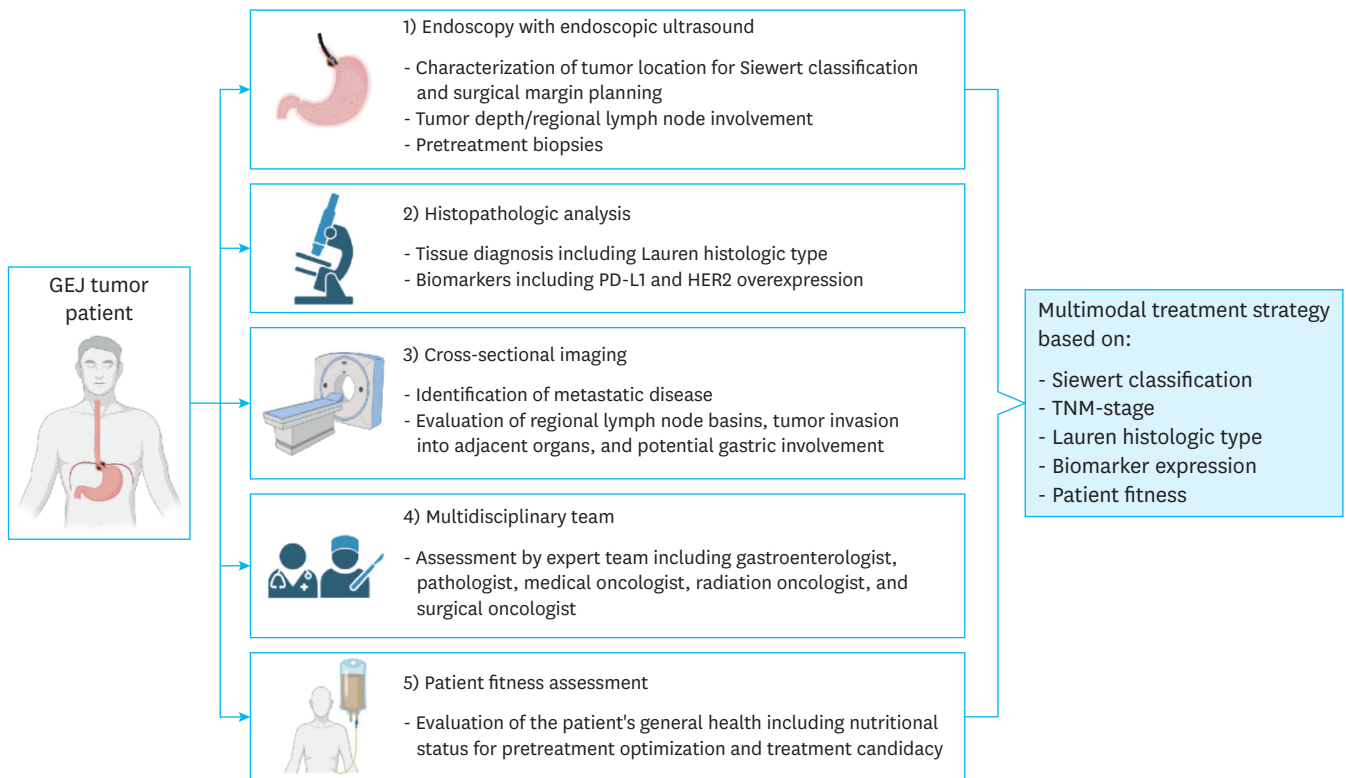 GEJ tumor
patient
1) Endoscopy with endoscopic ultrasound
- Characterization of tumor location for Siewert classification
and surgical margin planning
- Tumor depth/regional lymph node involvement
- Pretreatment biopsies
2) Histopathologic analysis
- Tissue diagnosis including Lauren histologic type
- Biomarkers including PD-L1 and HER2 overexpression
3) Cross-sectional imaging
- Identification of metastatic disease
- Evaluation of regional lymph node basins, tumor invasion
into adjacent organs, and potential gastric involvement
4) Multidisciplinary team
- Assessment by expert team including gastroenterologist,
pathologist, medical oncologist, radiation oncologist, and
surgical oncologist
5) Patient fitness assessment
- Evaluation of the patient's general health including nutritional
status for pretreatment optimization and treatment candidacy
Multimodal treatment strategy
based on:
- Siewert classification
- TNM-stage
- Lauren histologic type
- Biomarker expression
- Patient fitness